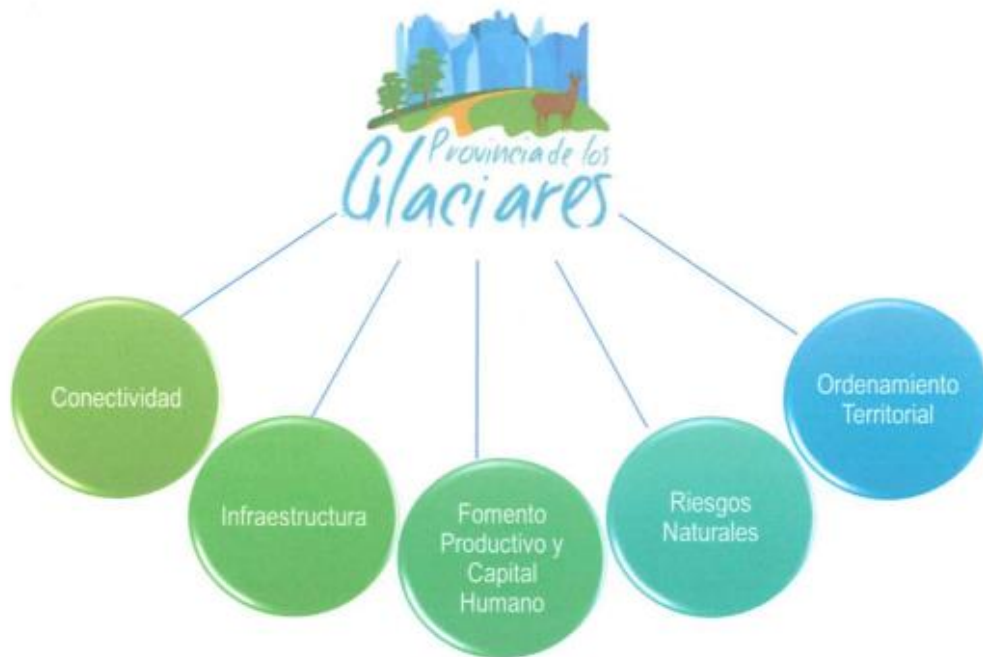 Provincia de los
Glaciares
Conectividad
Infraestructura
Fomento
Productivo y
Capital
Humano
Riesgos
Naturales
Ordenamiento
Territorial